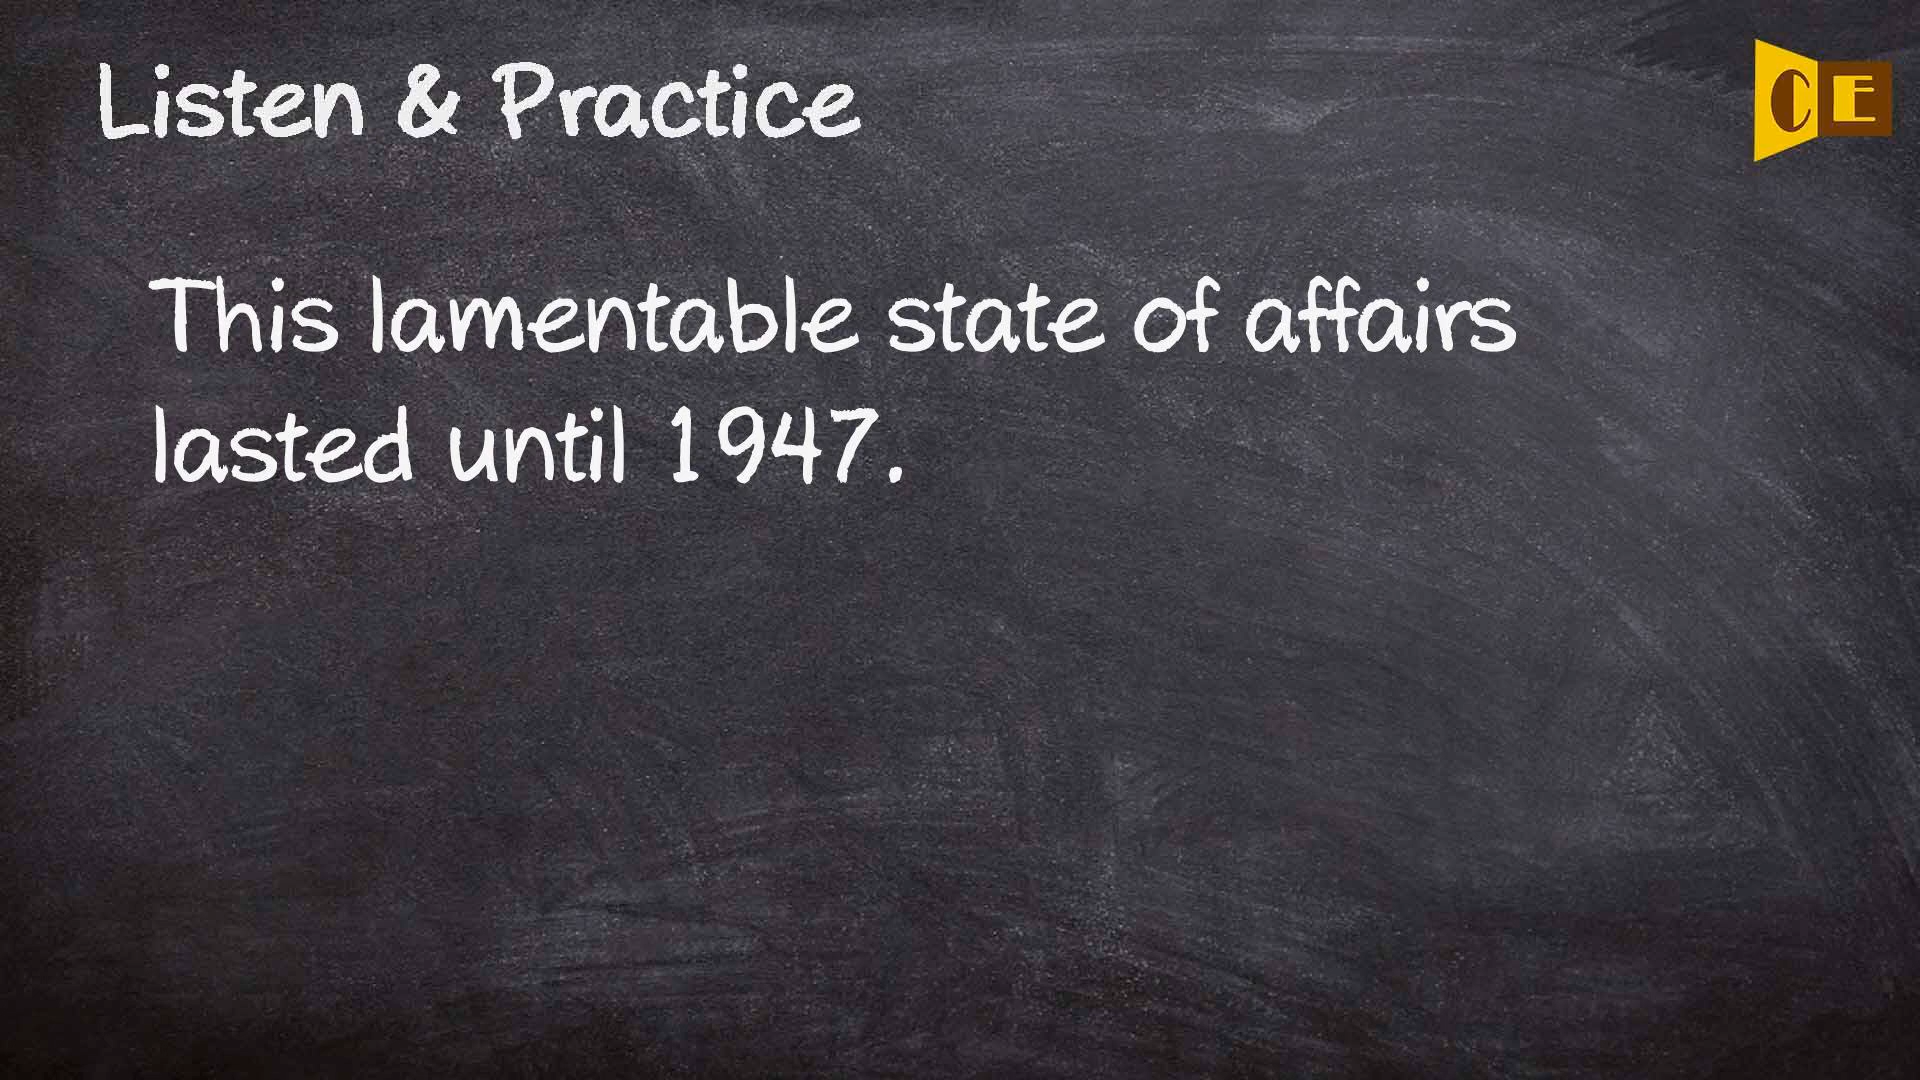 Listen & Practice
CE
This lamentable state of affairs
lasted until 1947.